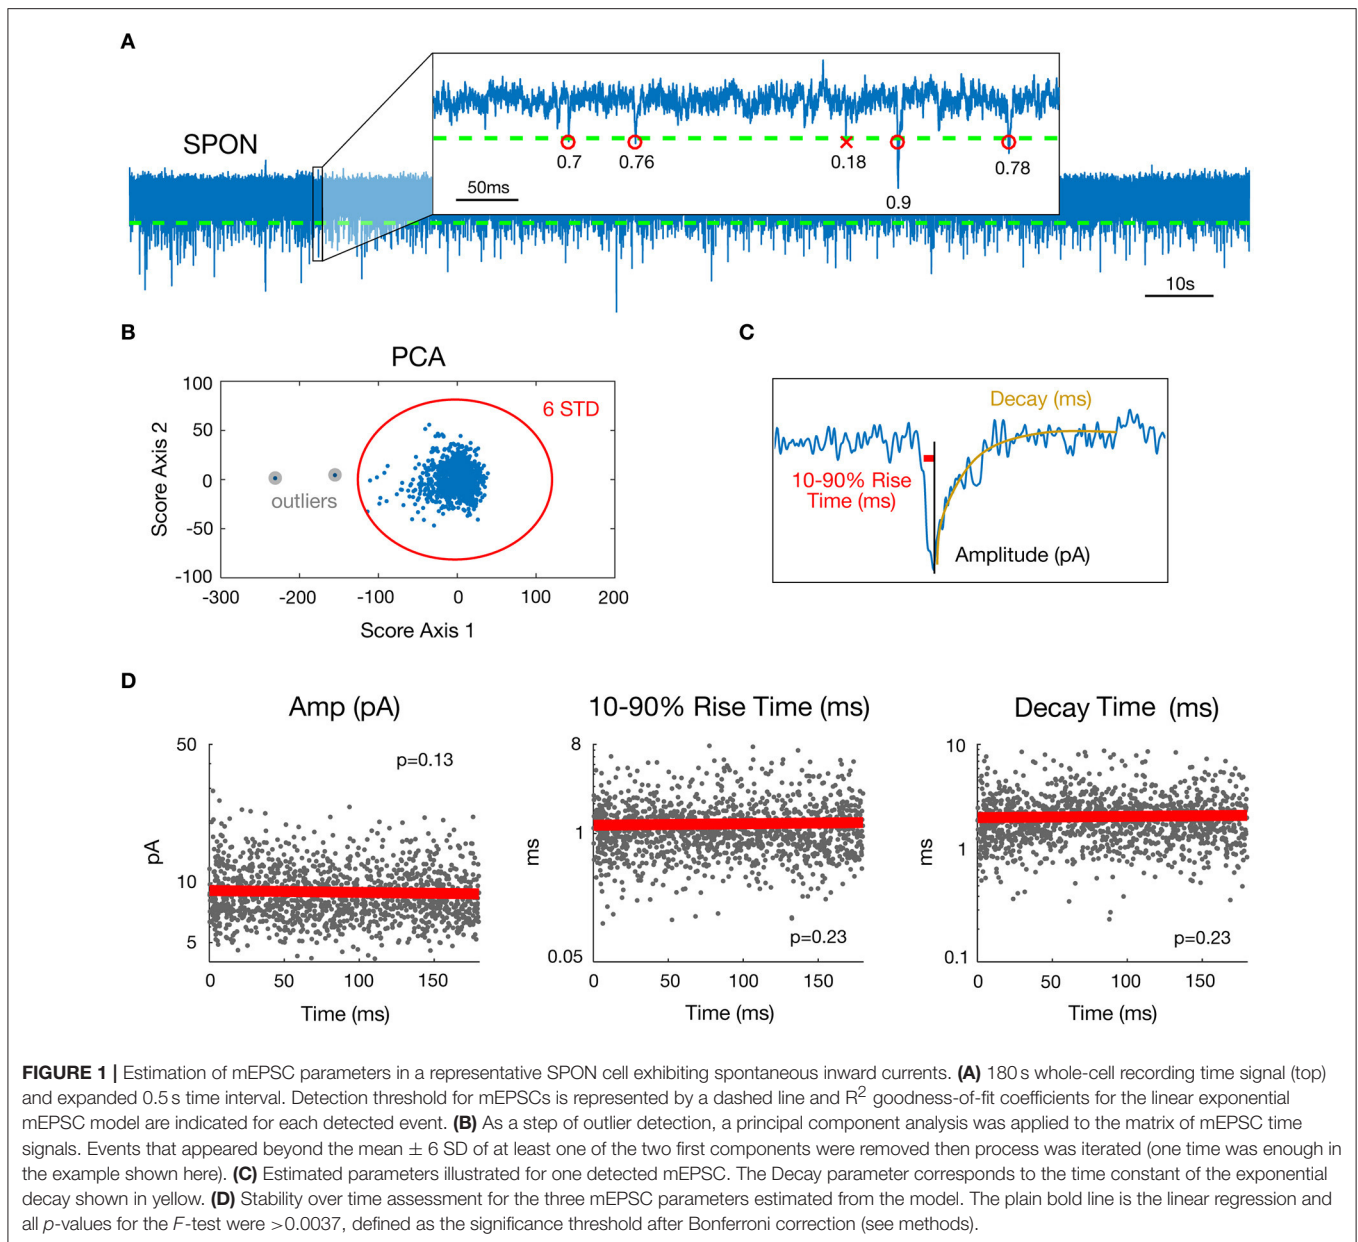 A
SPON
0.7
0.76
0.18
0.9
0.78
50ms
10s
B
PCA
100
50
0
-50
-100
Score Axis 2
6 STD
outliers
-300
-200
-100
0
100
200
Score Axis 1
C
Decay (ms)
10-90% Rise
Time (ms)
Amplitude (pA)
D
Amp (pA)
50
10
5
pA
p=0.13
0
50
100
150
Time (ms)
10-90% Rise Time (ms)
8
1
0.05
ms
p=0.23
0
50
100
150
Time (ms)
Decay Time (ms)
10
1
0.1
ms
p=0.23
0
50
100
150
Time (ms)
FIGURE 1 | Estimation of mEPSC parameters in a representative SPON cell exhibiting spontaneous inward currents. (A) 180 s whole-cell recording time signal (top)
and expanded 0.5 s time interval. Detection threshold for mEPSCs is represented by a dashed line and R² goodness-of-fit coefficients for the linear exponential
mEPSC model are indicated for each detected event. (B) As a step of outlier detection, a principal component analysis was applied to the matrix of mEPSC time
signals. Events that appeared beyond the mean ± 6 SD of at least one of the two first components were removed then process was iterated (one time was enough in
the example shown here). (C) Estimated parameters illustrated for one detected mEPSC. The Decay parameter corresponds to the time constant of the exponential
decay shown in yellow. (D) Stability over time assessment for the three mEPSC parameters estimated from the model. The plain bold line is the linear regression and
all p-values for the F-test were >0.0037, defined as the significance threshold after Bonferroni correction (see methods).